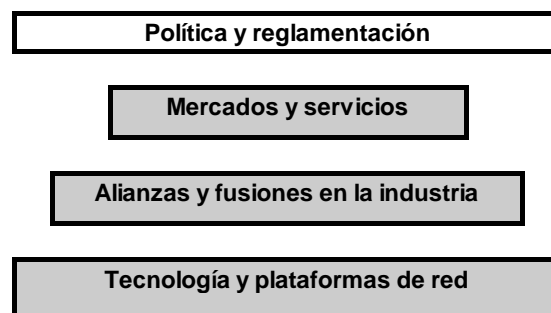 Política y reglamentación
Mercados y servicios
Alianzas y fusiones en la industria
Tecnología y plataformas de red